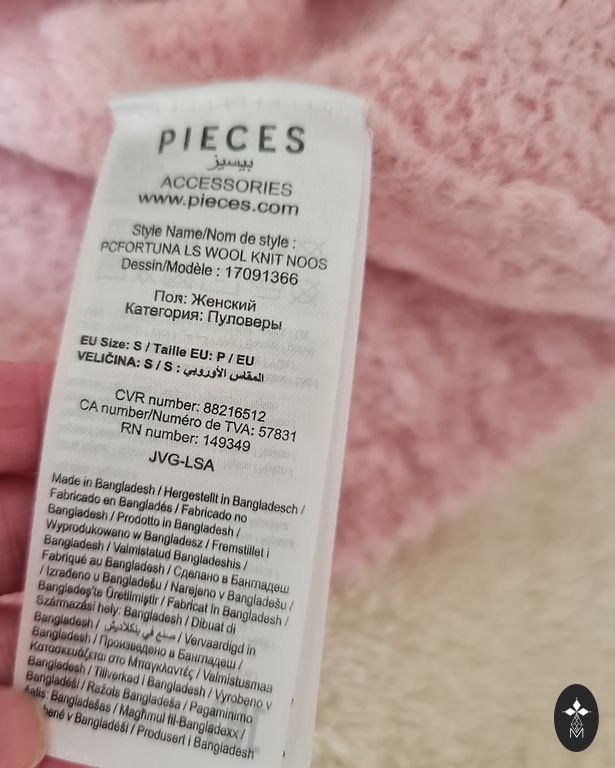 PIECES
بيسيز
ACCESSORIES
www.pieces.com
Style Name/Nom de style :
PCFORTUNA LS WOOL KNIT NOOS
Dessin/Modèle : 17091366
Пол: Женский
Категория: Пуловеры
EU Size: S / Taille EU: P / EU
VELIČINA: S / S : المقاس الأوروبي
CVR number: 88216512
CA number/Numéro de TVA: 57831
RN number: 149349
JVG-LSA
Made in Bangladesh / Hergestellt in Bangladesch /
Fabricado en Bangladés / Fabricado no
Bangladesh / Prodotto in Bangladesh /
Wyprodukowano w Bangladesz / Fremstillet i
Bangladesh / Valmistatud Bangladeshis /
Fabriqué au Bangladesh / Сделано в Бангладеш
/ Izrađeno u Bangladešu / Narejeno v Bangladešu /
Bangladeş'te Üretilmiştir / Fabricat în Bangladesh /
Származási hely: Bangladesh / Dibuat di
Bangladesh / صنع في بنكلاديش / Vervaardigd in
Bangladesh / Произведено в Бангладеш /
Κατασκευάζεται στο Μπαγκλαντές / Valmistusmaa
Bangladesh / Tillverkad i Bangladesh / Vyrobeno v
Bangladéši / Ražots Bangladeša / Pagaminimo
šalis: Bangladešas / Magħmul fil-Bangladexx /
bené v Bangladéši / Produsert i Bangladesh
M